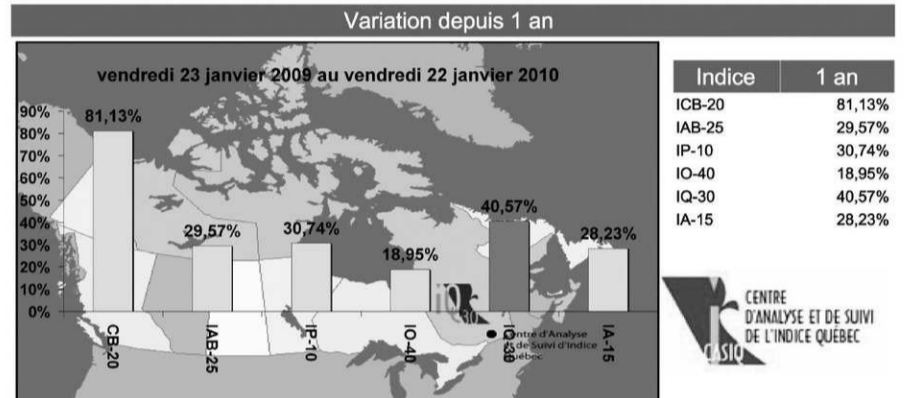 Variation depuis 1 an
vendredi 23 janvier 2009 au vendredi 22 janvier 2010
90%
80%
70%
60%
50%
40%
30%
20%
10%
0%
81,13%
29,57%
30,74%
18,95%
40,57%
28,23%
CB-20
IAB-25
IP-10
IO-40
IA-15
iQ
30
d'Analyse
de Suivi d'Indice
Québec
Indice 1 an
ICB-20 81,13%
IAB-25 29,57%
IP-10 30,74%
IO-40 18,95%
IQ-30 40,57%
IA-15 28,23%
CENTRE
D'ANALYSE ET DE SUIVI
DE L'INDICE QUÉBEC
CASIQ